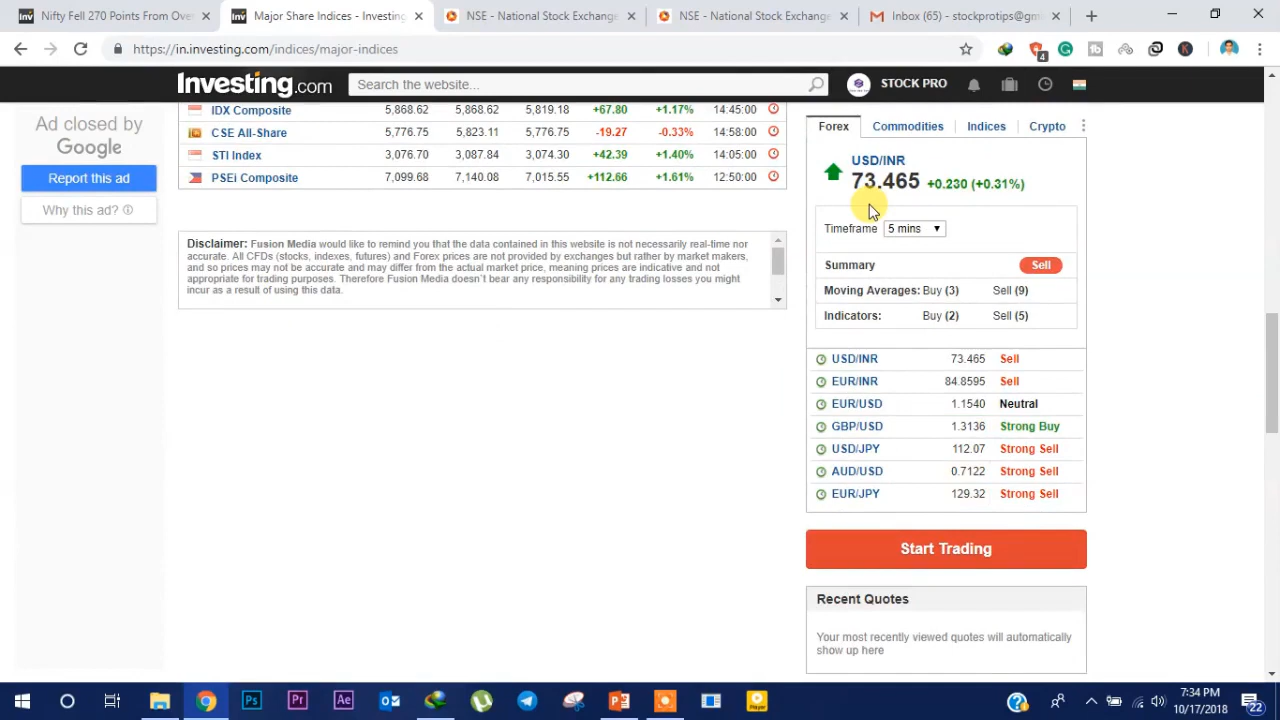 Nifty Fell 270 Points From Over
Major Share Indices - Investing
NSE - National Stock Exchange
NSE - National Stock Exchange
Inbox (65) - stockprotips@gm
https://in.investing.com/indices/major-indices
4
Investing.com
Search the website...
STOCK PRO
Ad closed by
Google
Report this ad
Why this ad?
IDX Composite 5,868.62 5,868.62 5,819.18 +67.80 +1.17% 14:45:00
CSE All-Share 5,776.75 5,823.11 5,776.75 -19.27 -0.33% 14:58:00
STI Index 3,076.70 3,087.84 3,074.30 +42.39 +1.40% 14:05:00
PSEi Composite 7,099.68 7,140.08 7,015.55 +112.66 +1.61% 12:50:00
Disclaimer: Fusion Media would like to remind you that the data contained in this website is not necessarily real-time nor
accurate. All CFDs (stocks, indexes, futures) and Forex prices are not provided by exchanges but rather by market makers,
and so prices may not be accurate and may differ from the actual market price, meaning prices are indicative and not
appropriate for trading purposes. Therefore Fusion Media doesn`t bear any responsibility for any trading losses you might
incur as a result of using this data.
Forex Commodities Indices Crypto
USD/INR
73.465 +0.230 (+0.31%)
Timeframe 5 mins
Summary Sell
Moving Averages: Buy (3) Sell (9)
Indicators: Buy (2) Sell (5)
USD/INR 73.465 Sell
EUR/INR 84.8595 Sell
EUR/USD 1.1540 Neutral
GBP/USD 1.3136 Strong Buy
USD/JPY 112.07 Strong Sell
AUD/USD 0.7122 Strong Sell
EUR/JPY 129.32 Strong Sell
Start Trading
Recent Quotes
Your most recently viewed quotes will automatically
show up here
Ps
Pr
Ae
Player
7:34 PM
10/17/2018
22